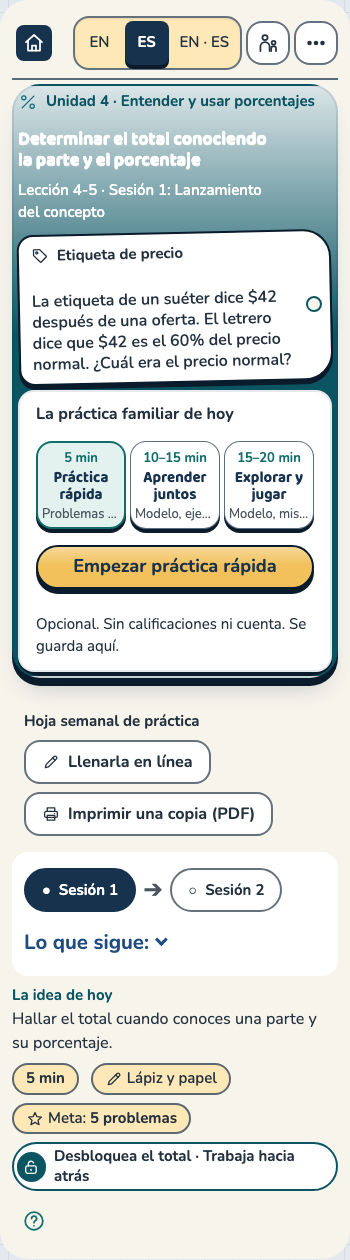 EN ES EN · ES
Unidad 4 · Entender y usar porcentajes
Determinar el total conociendo
la parte y el porcentaje
Lección 4-5 · Sesión 1: Lanzamiento
del concepto
Etiqueta de precio
La etiqueta de un suéter dice $42
después de una oferta. El letrero
dice que $42 es el 60% del precio
normal. ¿Cuál era el precio normal?
La práctica familiar de hoy
5 min
Práctica
rápida
Problemas ...
10–15 min
Aprender
juntos
Modelo, eje...
15–20 min
Explorar y
jugar
Modelo, mis...
Empezar práctica rápida
Opcional. Sin calificaciones ni cuenta. Se
guarda aquí.
Hoja semanal de práctica
Llenarla en línea
Imprimir una copia (PDF)
Sesión 1 ➔ Sesión 2
Lo que sigue:
La idea de hoy
Hallar el total cuando conoces una parte y
su porcentaje.
5 min Lápiz y papel
Meta: 5 problemas
Desbloquea el total · Trabaja hacia
atrás